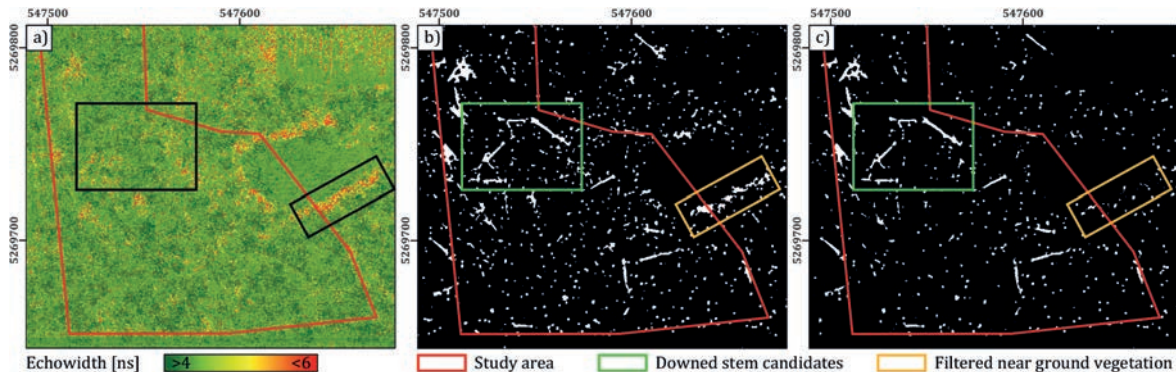 547500 547600 547500 547600 547500 547600
5269800
5269700
a)
b)
c)
5269800
5269700
5269800
5269700
Echowidth [ns] >4 <6 Study area Downed stem candidates Filtered near ground vegetation